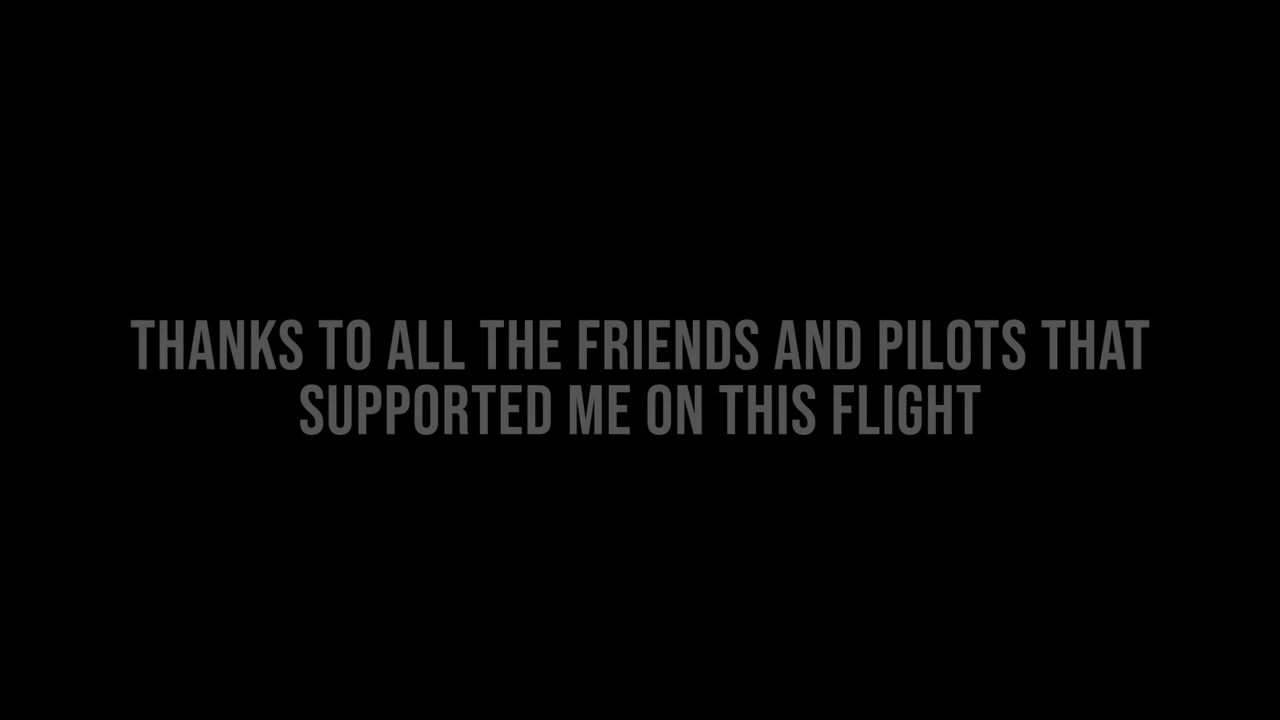 THANKS TO ALL THE FRIENDS AND PILOTS THAT
SUPPORTED ME ON THIS FLIGHT